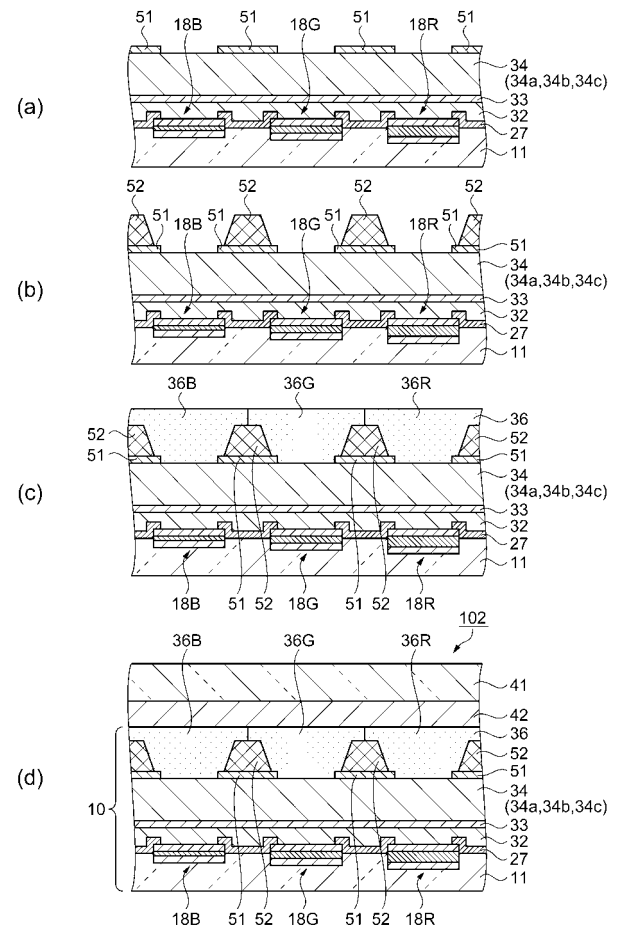 51 18B 51 18G 51 18R 51
34
(34a,34b,34c)
33
32
27
11
(a)
52 51 18B 52 51 18G 51 52 18R 51 52
51
34
(34a,34b,34c)
33
32
27
11
(b)
36B 36G 36R
36
52 52
51 51
34
(34a,34b,34c)
33
32
27
11
18B 51 52 18G 51 52 18R
(c)
102
36B 36G 36R
41
42
36
52
51
34
(34a,34b,34c)
33
32
27
11
10
18B 51 52 18G 51 52 18R
(d)